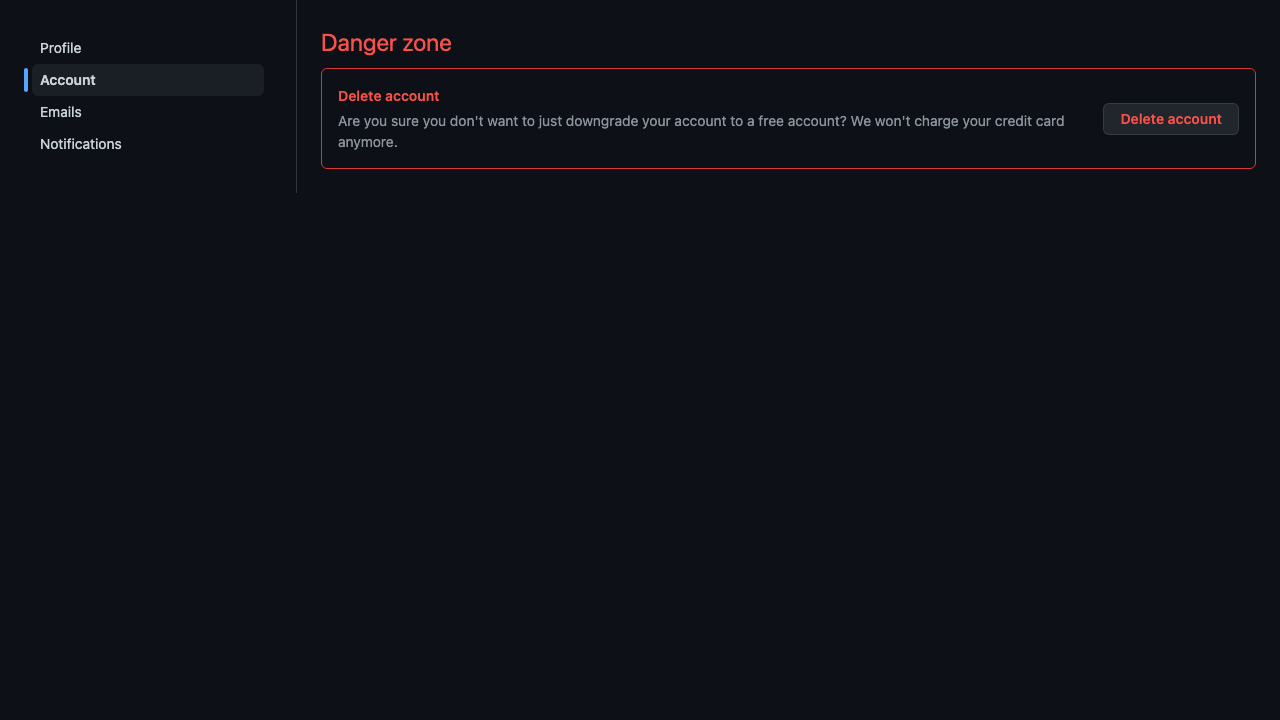 Profile
Account
Emails
Notifications
Danger zone
Delete account
Are you sure you don't want to just downgrade your account to a free account? We won't charge your credit card
anymore.
Delete account